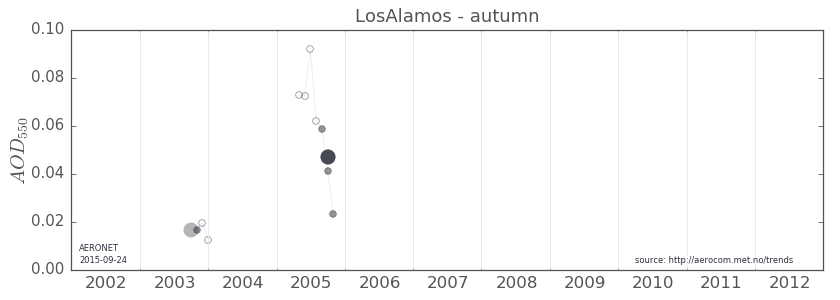 LosAlamos - autumn
0.10
0.08
0.06
0.04
0.02
0.00
AOD550
AERONET
2015-09-24
source: http://aerocom.met.no/trends
2002 2003 2004 2005 2006 2007 2008 2009 2010 2011 2012